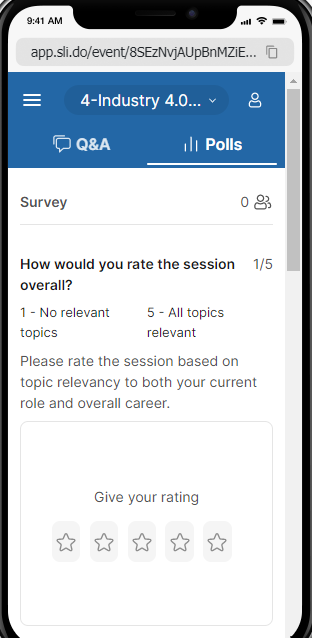 9:41 AM
app.sli.do/event/8SEzNvjAUpBnMZiE...
4-Industry 4.0...
Q&A
Polls
Survey
0
How would you rate the session overall?
1/5
1 - No relevant topics
5 - All topics relevant
Please rate the session based on
topic relevancy to both your current
role and overall career.
Give your rating